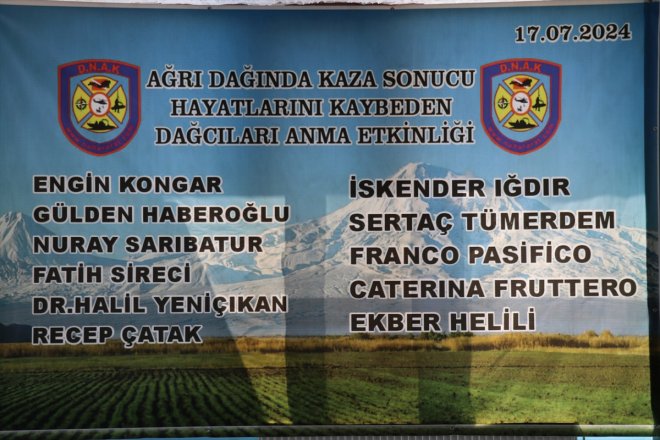 17.07.2024
D.N.A.K
D.N.A.K
AĞRI DAĞINDA KAZA SONUCU
HAYATLARINI KAYBEDEN
DAĞCILARI ANMA ETKİNLİĞİ
ENGİN KONGAR
GÜLDEN HABEROĞLU
NURAY SARIBATUR
FATİH SİRECİ
DR.HALİL YENİÇIKAN
RECEP ÇATAK
İSKENDER IĞDIR
SERTAÇ TÜMERDEM
FRANCO PASİFİCO
CATERINA FRUTTERO
EKBER HELİLİ